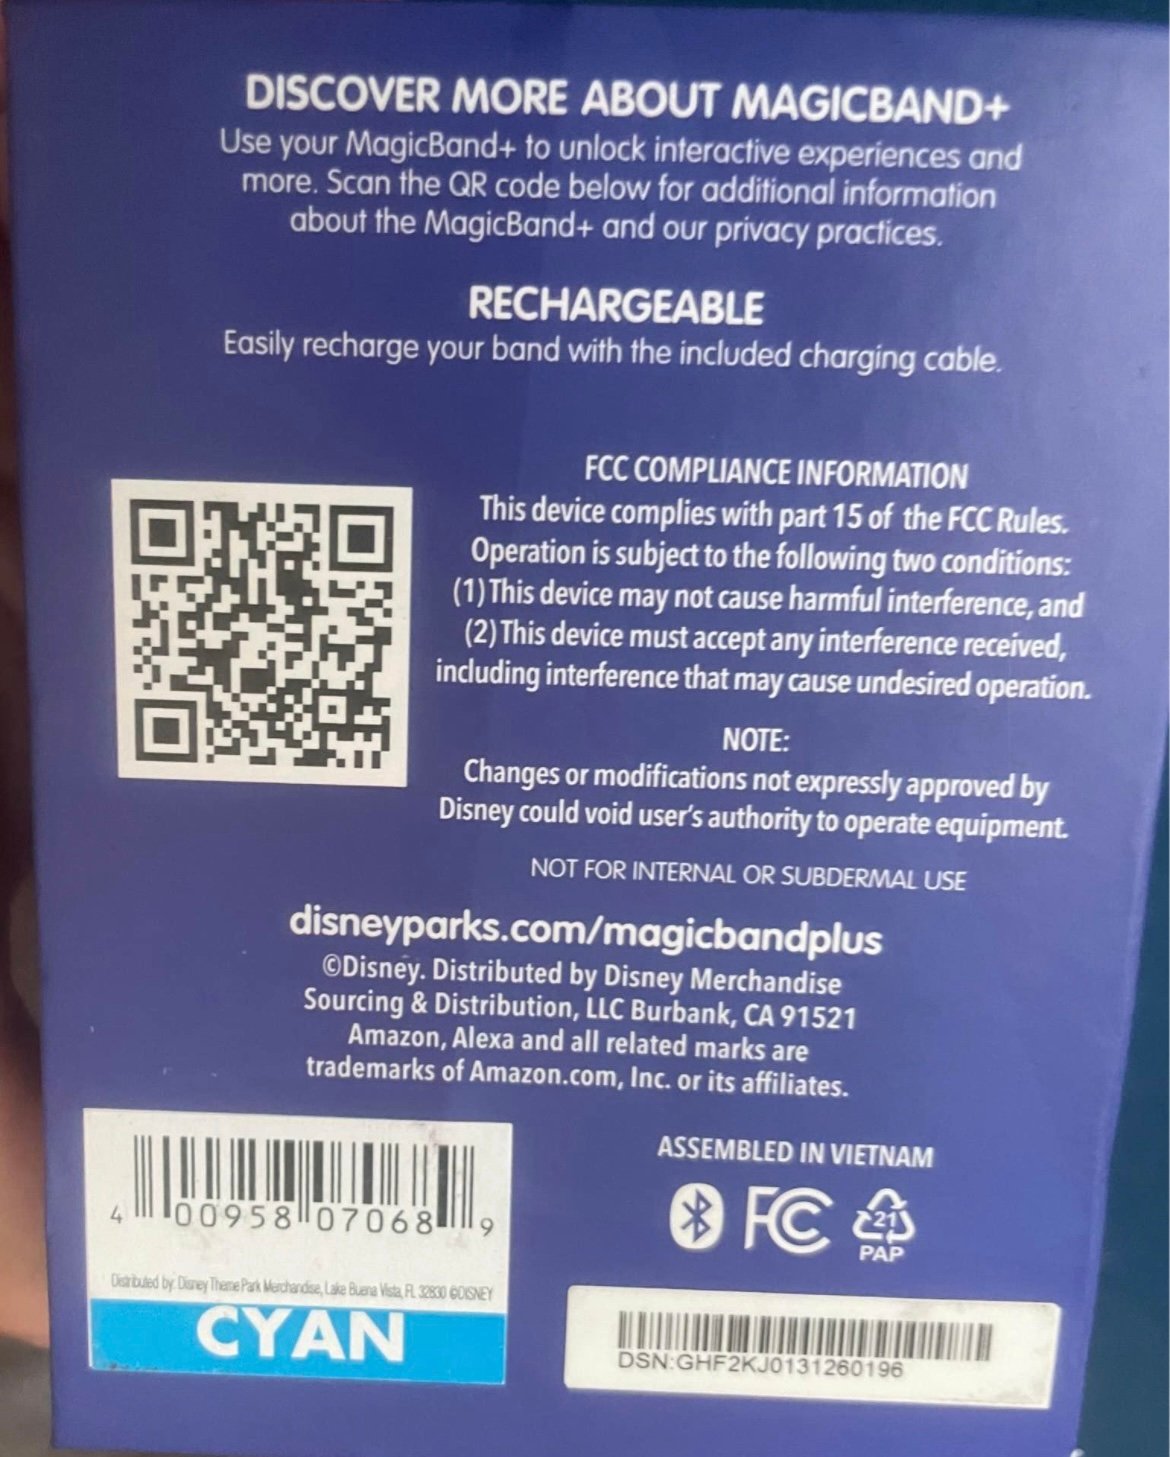 DISCOVER MORE ABOUT MAGICBAND+
Use your MagicBand+ to unlock interactive experiences and
more. Scan the QR code below for additional information
about the MagicBand+ and our privacy practices.
RECHARGEABLE
Easily recharge your band with the included charging cable.
FCC COMPLIANCE INFORMATION
This device complies with part 15 of the FCC Rules.
Operation is subject to the following two conditions:
(1) This device may not cause harmful interference, and
(2) This device must accept any interference received,
including interference that may cause undesired operation.
NOTE:
Changes or modifications not expressly approved by
Disney could void user's authority to operate equipment.
NOT FOR INTERNAL OR SUBDERMAL USE
disneyparks.com/magicbandplus
©Disney. Distributed by Disney Merchandise
Sourcing & Distribution, LLC Burbank, CA 91521
Amazon, Alexa and all related marks are
trademarks of Amazon.com, Inc. or its affiliates.
4 00958 07068 9
Distributed by: Disney Theme Park Merchandise, Lake Buena Vista, FL 32830 ©DISNEY
CYAN
ASSEMBLED IN VIETNAM
FC
21
PAP
DSN:GHF2KJ0131260196